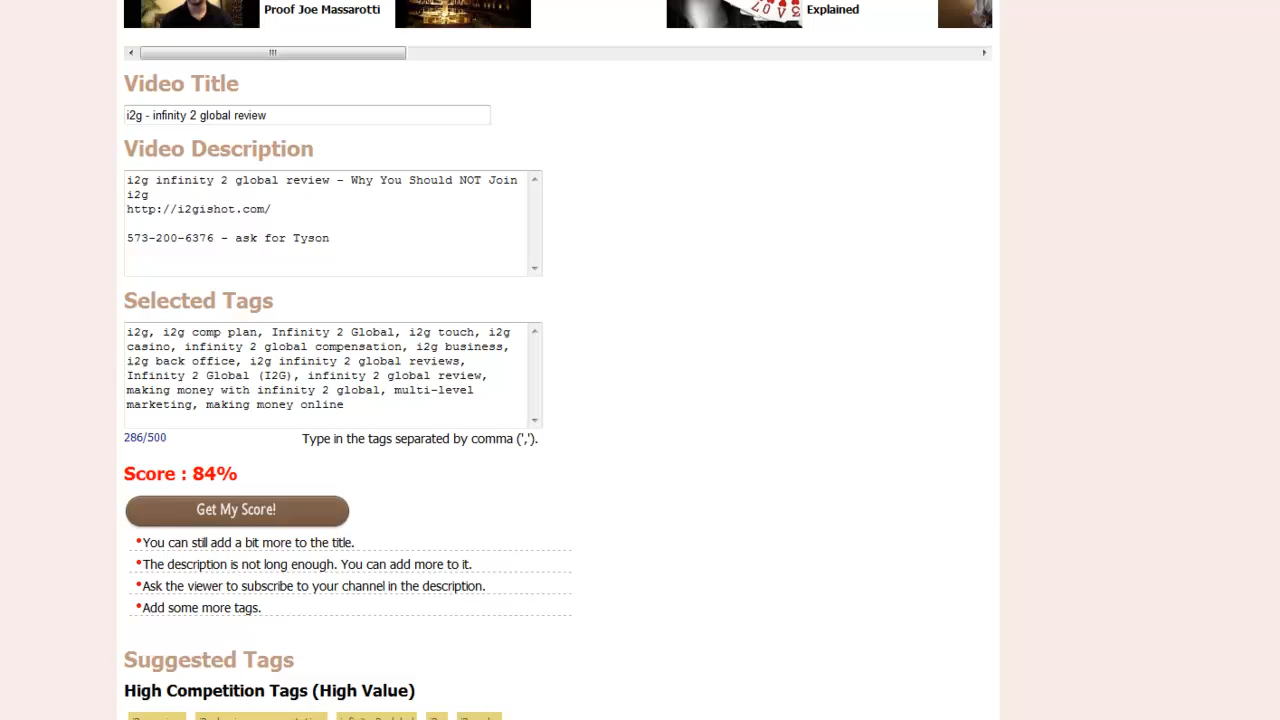 Proof Joe Massarotti
Explained
Video Title
i2g - infinity 2 global review
Video Description
i2g infinity 2 global review - Why You Should NOT Join
i2g
http://i2gishot.com/
573-200-6376 - ask for Tyson
Selected Tags
i2g, i2g comp plan, Infinity 2 Global, i2g touch, i2g
casino, infinity 2 global compensation, i2g business,
i2g back office, i2g infinity 2 global reviews,
Infinity 2 Global (I2G), infinity 2 global review,
making money with infinity 2 global, multi-level
marketing, making money online
286/500
Type in the tags separated by comma (',').
Score : 84%
Get My Score!
You can still add a bit more to the title.
The description is not long enough. You can add more to it.
Ask the viewer to subscribe to your channel in the description.
Add some more tags.
Suggested Tags
High Competition Tags (High Value)